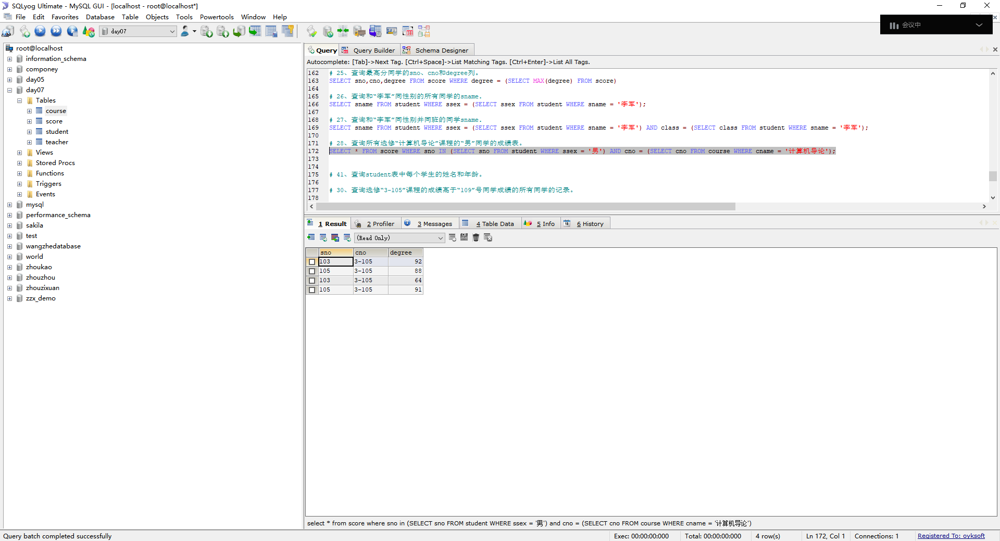 SQLyog Ultimate - MySQL GUI - [localhost - root@localhost*]
File Edit Favorites Database Table Objects Tools Powertools Window Help
会议中
day07
root@localhost
information_schema
componey
day05
day07
Tables
course
score
student
teacher
Views
Stored Procs
Functions
Triggers
Events
mysql
performance_schema
sakila
test
wangzhedatabase
world
zhoukao
zhouzhou
zhouzixuan
zzx_demo
Query Query Builder Schema Designer
Autocomplete: [Tab]->Next Tag. [Ctrl+Space]->List Matching Tags. [Ctrl+Enter]->List All Tags.
162 # 25、查询最高分同学的sno、cno和degree列。
163 SELECT sno,cno,degree FROM score WHERE degree = (SELECT MAX(degree) FROM score)
164
165 # 26、查询和“李军”同性别的所有同学的sname.
166 SELECT sname FROM student WHERE ssex = (SELECT ssex FROM student WHERE sname = '李军');
167
168 # 27、查询和“李军”同性别并同班的同学sname.
169 SELECT sname FROM student WHERE ssex = (SELECT ssex FROM student WHERE sname = '李军') AND class = (SELECT class FROM student WHERE sname = '李军');
170
171 # 28、查询所有选修“计算机导论”课程的“男”同学的成绩表。
172 SELECT * FROM score WHERE sno IN (SELECT sno FROM student WHERE ssex = '男') AND cno = (SELECT cno FROM course WHERE cname = '计算机导论');
173
174
175 # 41、查询student表中每个学生的姓名和年龄。
176
177 # 30、查询选修“3-105”课程的成绩高于“109”号同学成绩的所有同学的记录。
178
1 Result 2 Profiler 3 Messages 4 Table Data 5 Info 6 History
(Read Only)
sno cno degree
103 3-105 92
105 3-105 88
103 3-105 64
105 3-105 91
select * from score where sno in (SELECT sno FROM student WHERE ssex = '男') and cno = (SELECT cno FROM course WHERE cname = '计算机导论')
Query batch completed successfully Exec: 00:00:00:000 Total: 00:00:00:000 4 row(s) Ln 172, Col 1 Connections: 1 Registered To: ovksoft